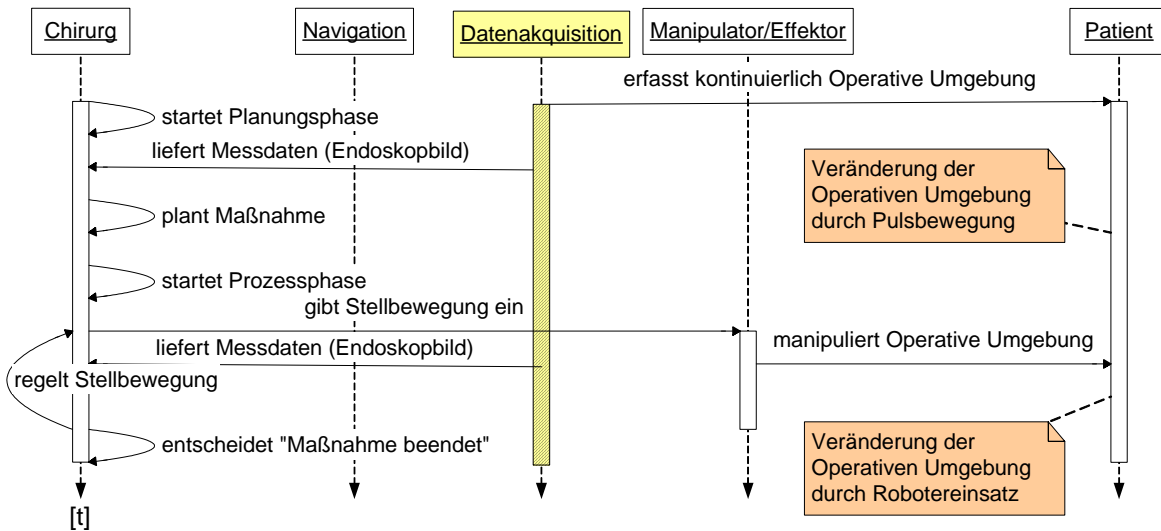 Chirurg
Navigation
Datenakquisition
Manipulator/Effektor
Patient
erfasst kontinuierlich Operative Umgebung
startet Planungsphase
liefert Messdaten (Endoskopbild)
Veränderung der
Operativen Umgebung
durch Pulsbewegung
plant Maßnahme
startet Prozessphase
gibt Stellbewegung ein
manipuliert Operative Umgebung
liefert Messdaten (Endoskopbild)
regelt Stellbewegung
entscheidet "Maßnahme beendet"
Veränderung der
Operativen Umgebung
durch Robotereinsatz
[t]